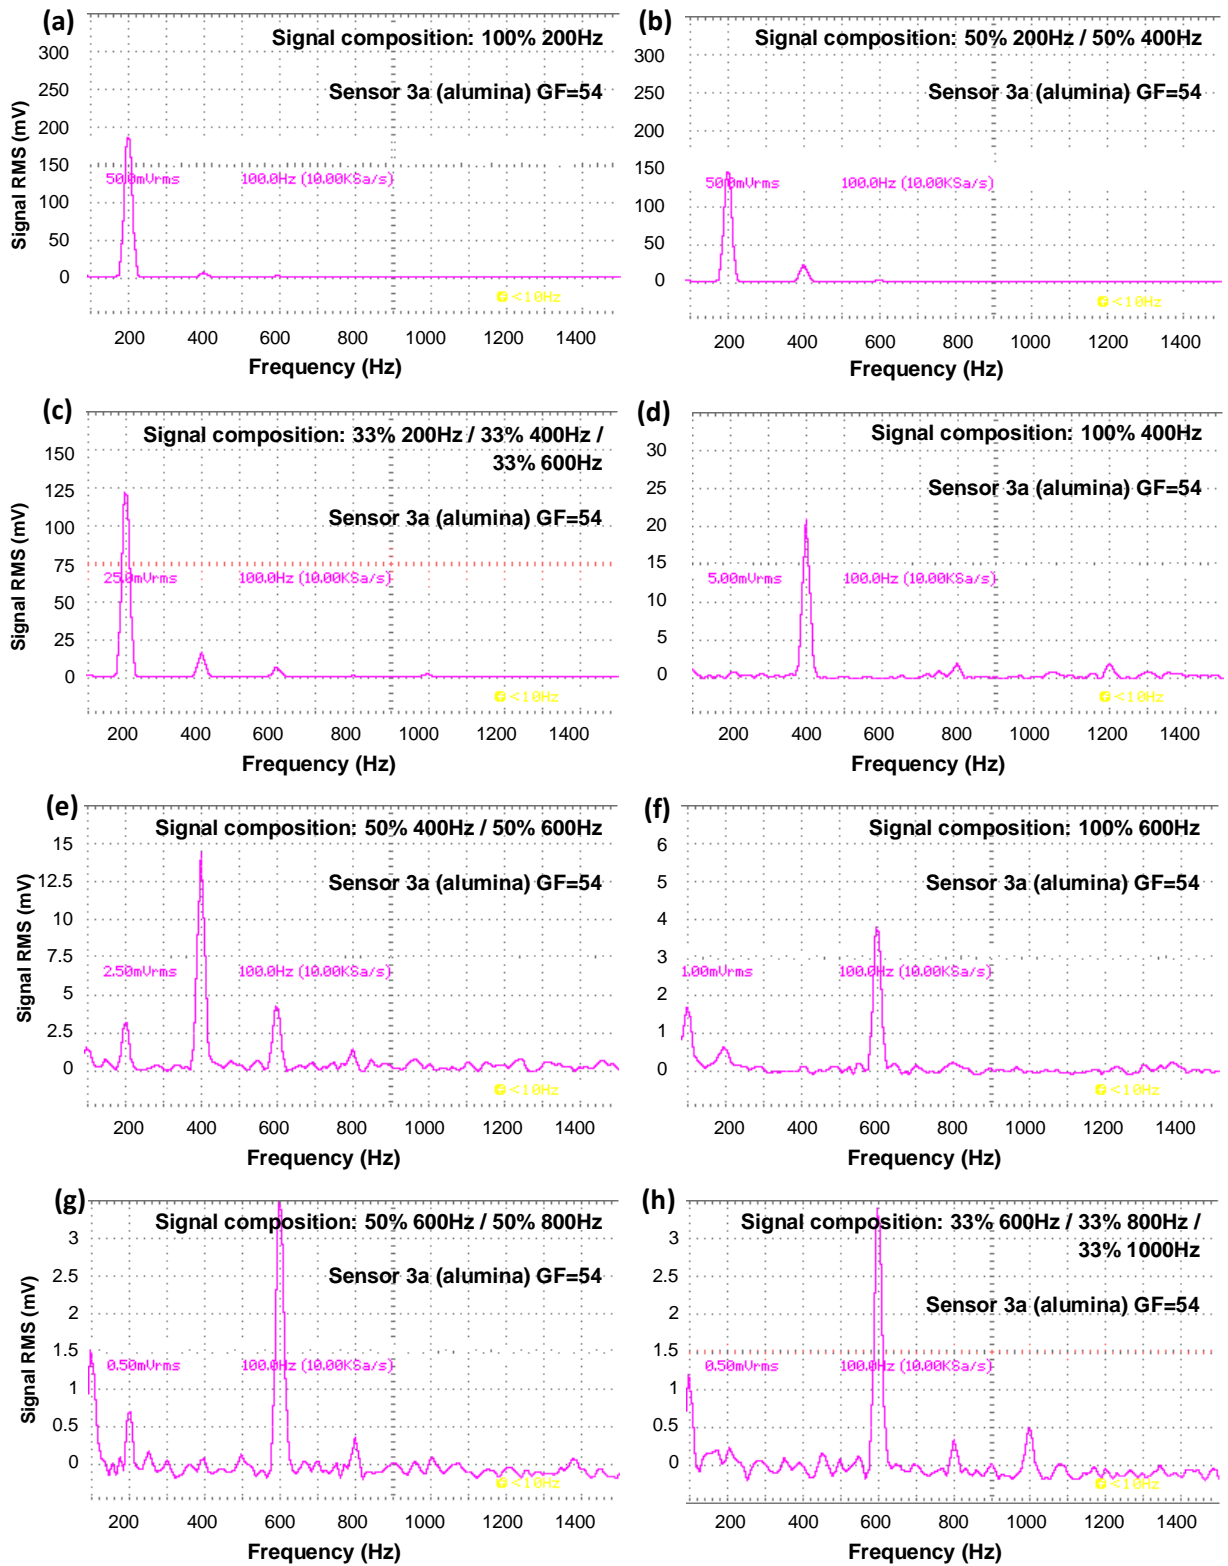 (a)
Signal composition: 100% 200Hz
Sensor 3a (alumina) GF=54
Signal RMS (mV)
300
250
200
150
100
50
0
50.0mVrms 100.0Hz (10.00KSa/s)
<10Hz
200 400 600 800 1000 1200 1400
Frequency (Hz)
(b)
Signal composition: 50% 200Hz / 50% 400Hz
Sensor 3a (alumina) GF=54
300
250
200
150
100
50
0
50.0mVrms 100.0Hz (10.00KSa/s)
<10Hz
200 400 600 800 1000 1200 1400
Frequency (Hz)
(c)
Signal composition: 33% 200Hz / 33% 400Hz /
33% 600Hz
Sensor 3a (alumina) GF=54
Signal RMS (mV)
150
125
100
75
50
25
0
25.0mVrms 100.0Hz (10.00KSa/s)
<10Hz
200 400 600 800 1000 1200 1400
Frequency (Hz)
(d)
Signal composition: 100% 400Hz
Sensor 3a (alumina) GF=54
30
25
20
15
10
5
0
5.00mVrms 100.0Hz (10.00KSa/s)
<10Hz
200 400 600 800 1000 1200 1400
Frequency (Hz)
(e)
Signal composition: 50% 400Hz / 50% 600Hz
Sensor 3a (alumina) GF=54
Signal RMS (mV)
15
12.5
10
7.5
5
2.5
0
2.50mVrms 100.0Hz (10.00KSa/s)
<10Hz
200 400 600 800 1000 1200 1400
Frequency (Hz)
(f)
Signal composition: 100% 600Hz
Sensor 3a (alumina) GF=54
6
5
4
3
2
1
0
1.00mVrms 100.0Hz (10.00KSa/s)
<10Hz
200 400 600 800 1000 1200 1400
Frequency (Hz)
(g)
Signal composition: 50% 600Hz / 50% 800Hz
Sensor 3a (alumina) GF=54
Signal RMS (mV)
3
2.5
2
1.5
1
0.5
0
0.50mVrms 100.0Hz (10.00KSa/s)
<10Hz
200 400 600 800 1000 1200 1400
Frequency (Hz)
(h)
Signal composition: 33% 600Hz / 33% 800Hz /
33% 1000Hz
Sensor 3a (alumina) GF=54
3
2.5
2
1.5
1
0.5
0
0.50mVrms 100.0Hz (10.00KSa/s)
<10Hz
200 400 600 800 1000 1200 1400
Frequency (Hz)